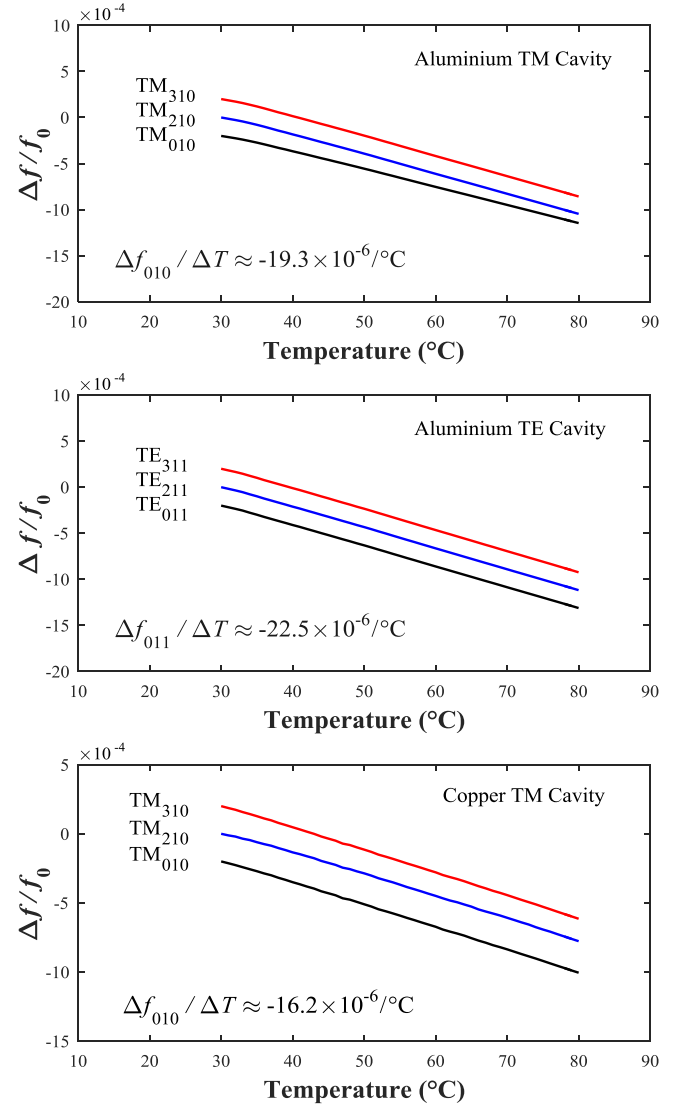 ×10⁻⁴
Aluminium TM Cavity
10
5
0
-5
-10
-15
-20
Δf/f₀
TM₃₁₀
TM₂₁₀
TM₀₁₀
Δf₀₁₀ / ΔT ≈ -19.3×10⁻⁶/°C
10 20 30 40 50 60 70 80 90
Temperature (°C)
×10⁻⁴
Aluminium TE Cavity
10
5
0
-5
-10
-15
-20
Δ f/f₀
TE₃₁₁
TE₂₁₁
TE₀₁₁
Δf₀₁₁ / ΔT ≈ -22.5×10⁻⁶/°C
10 20 30 40 50 60 70 80 90
Temperature (°C)
×10⁻⁴
Copper TM Cavity
5
0
-5
-10
-15
Δf/f₀
TM₃₁₀
TM₂₁₀
TM₀₁₀
Δf₀₁₀ / ΔT ≈ -16.2×10⁻⁶/°C
10 20 30 40 50 60 70 80 90
Temperature (°C)